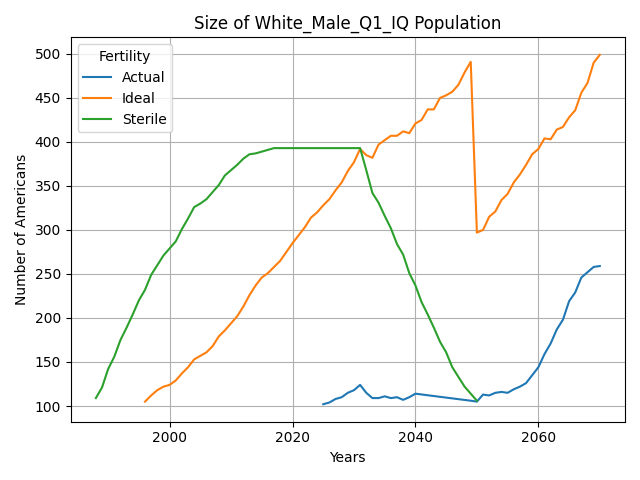 Size of White_Male_Q1_IQ Population
Fertility
Actual
Ideal
Sterile
Number of Americans
500
450
400
350
300
250
200
150
100
2000 2020 2040 2060
Years